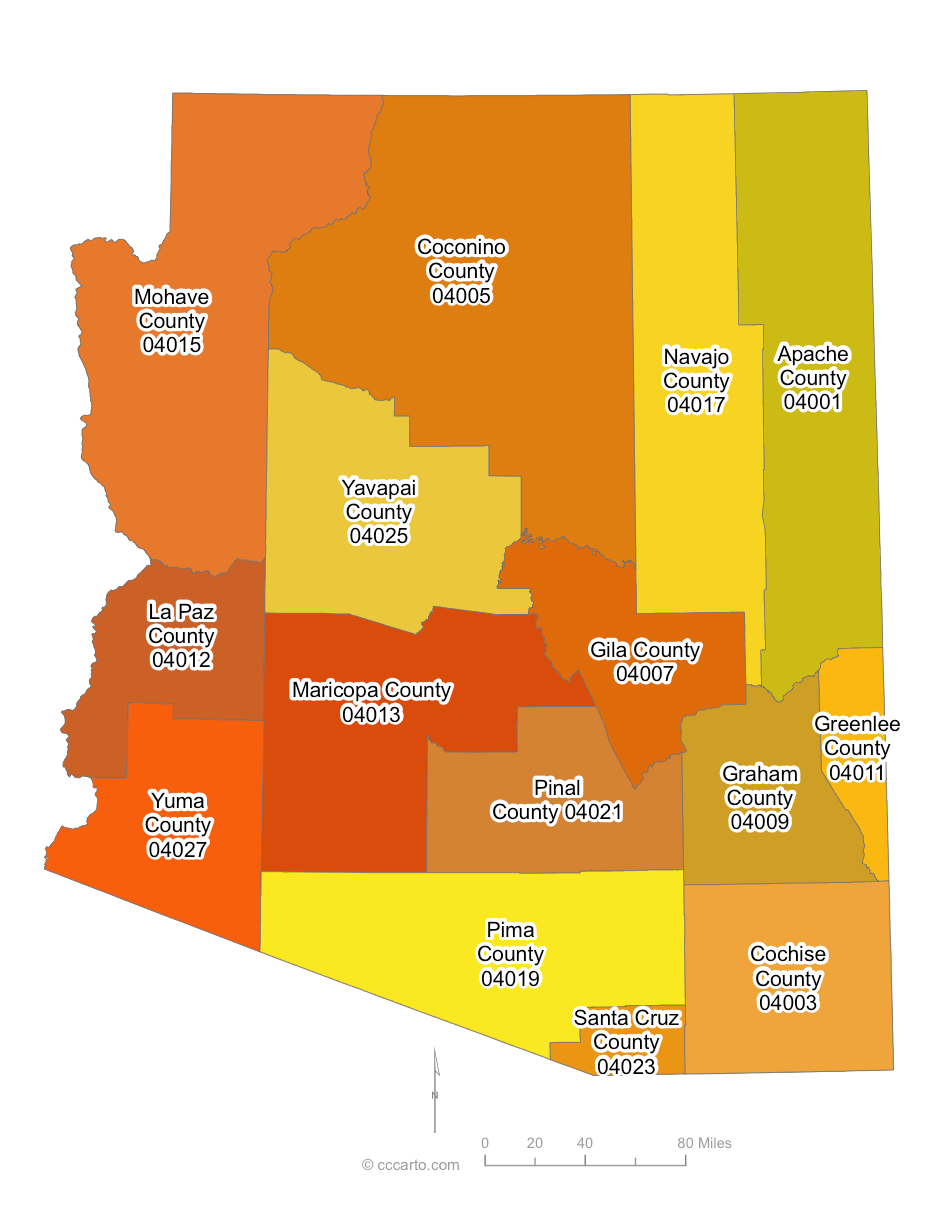 Coconino
County
04005
Mohave
County
04015
Navajo
County
04017
Apache
County
04001
Yavapai
County
04025
La Paz
County
04012
Gila County
04007
Maricopa County
04013
Greenlee
County
04011
Graham
County
04009
Pinal
County 04021
Yuma
County
04027
Pima
County
04019
Cochise
County
04003
Santa Cruz
County
04023
N
0 20 40 80 Miles
© cccarto.com